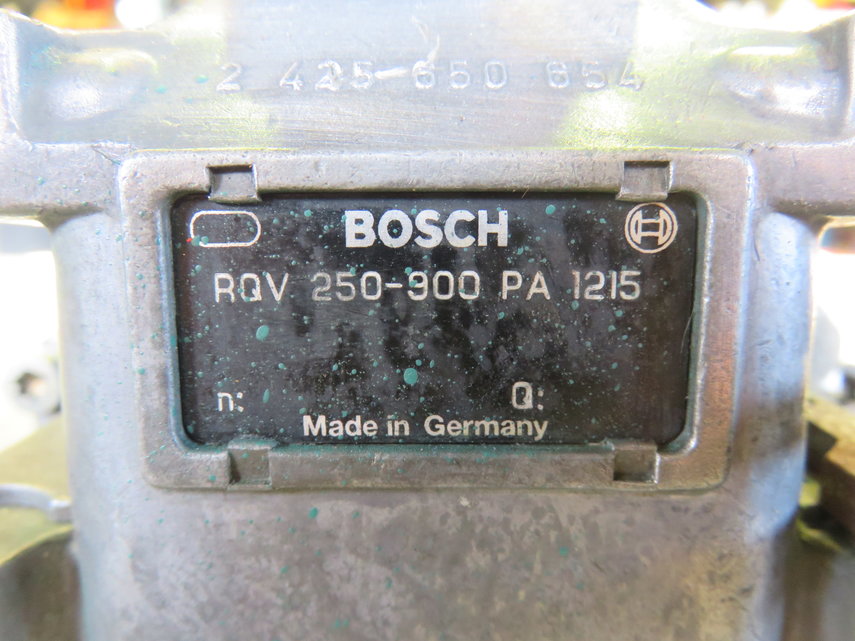 2 425-650 654
BOSCH
RQV 250-900 PA 1215
n: Q:
Made in Germany